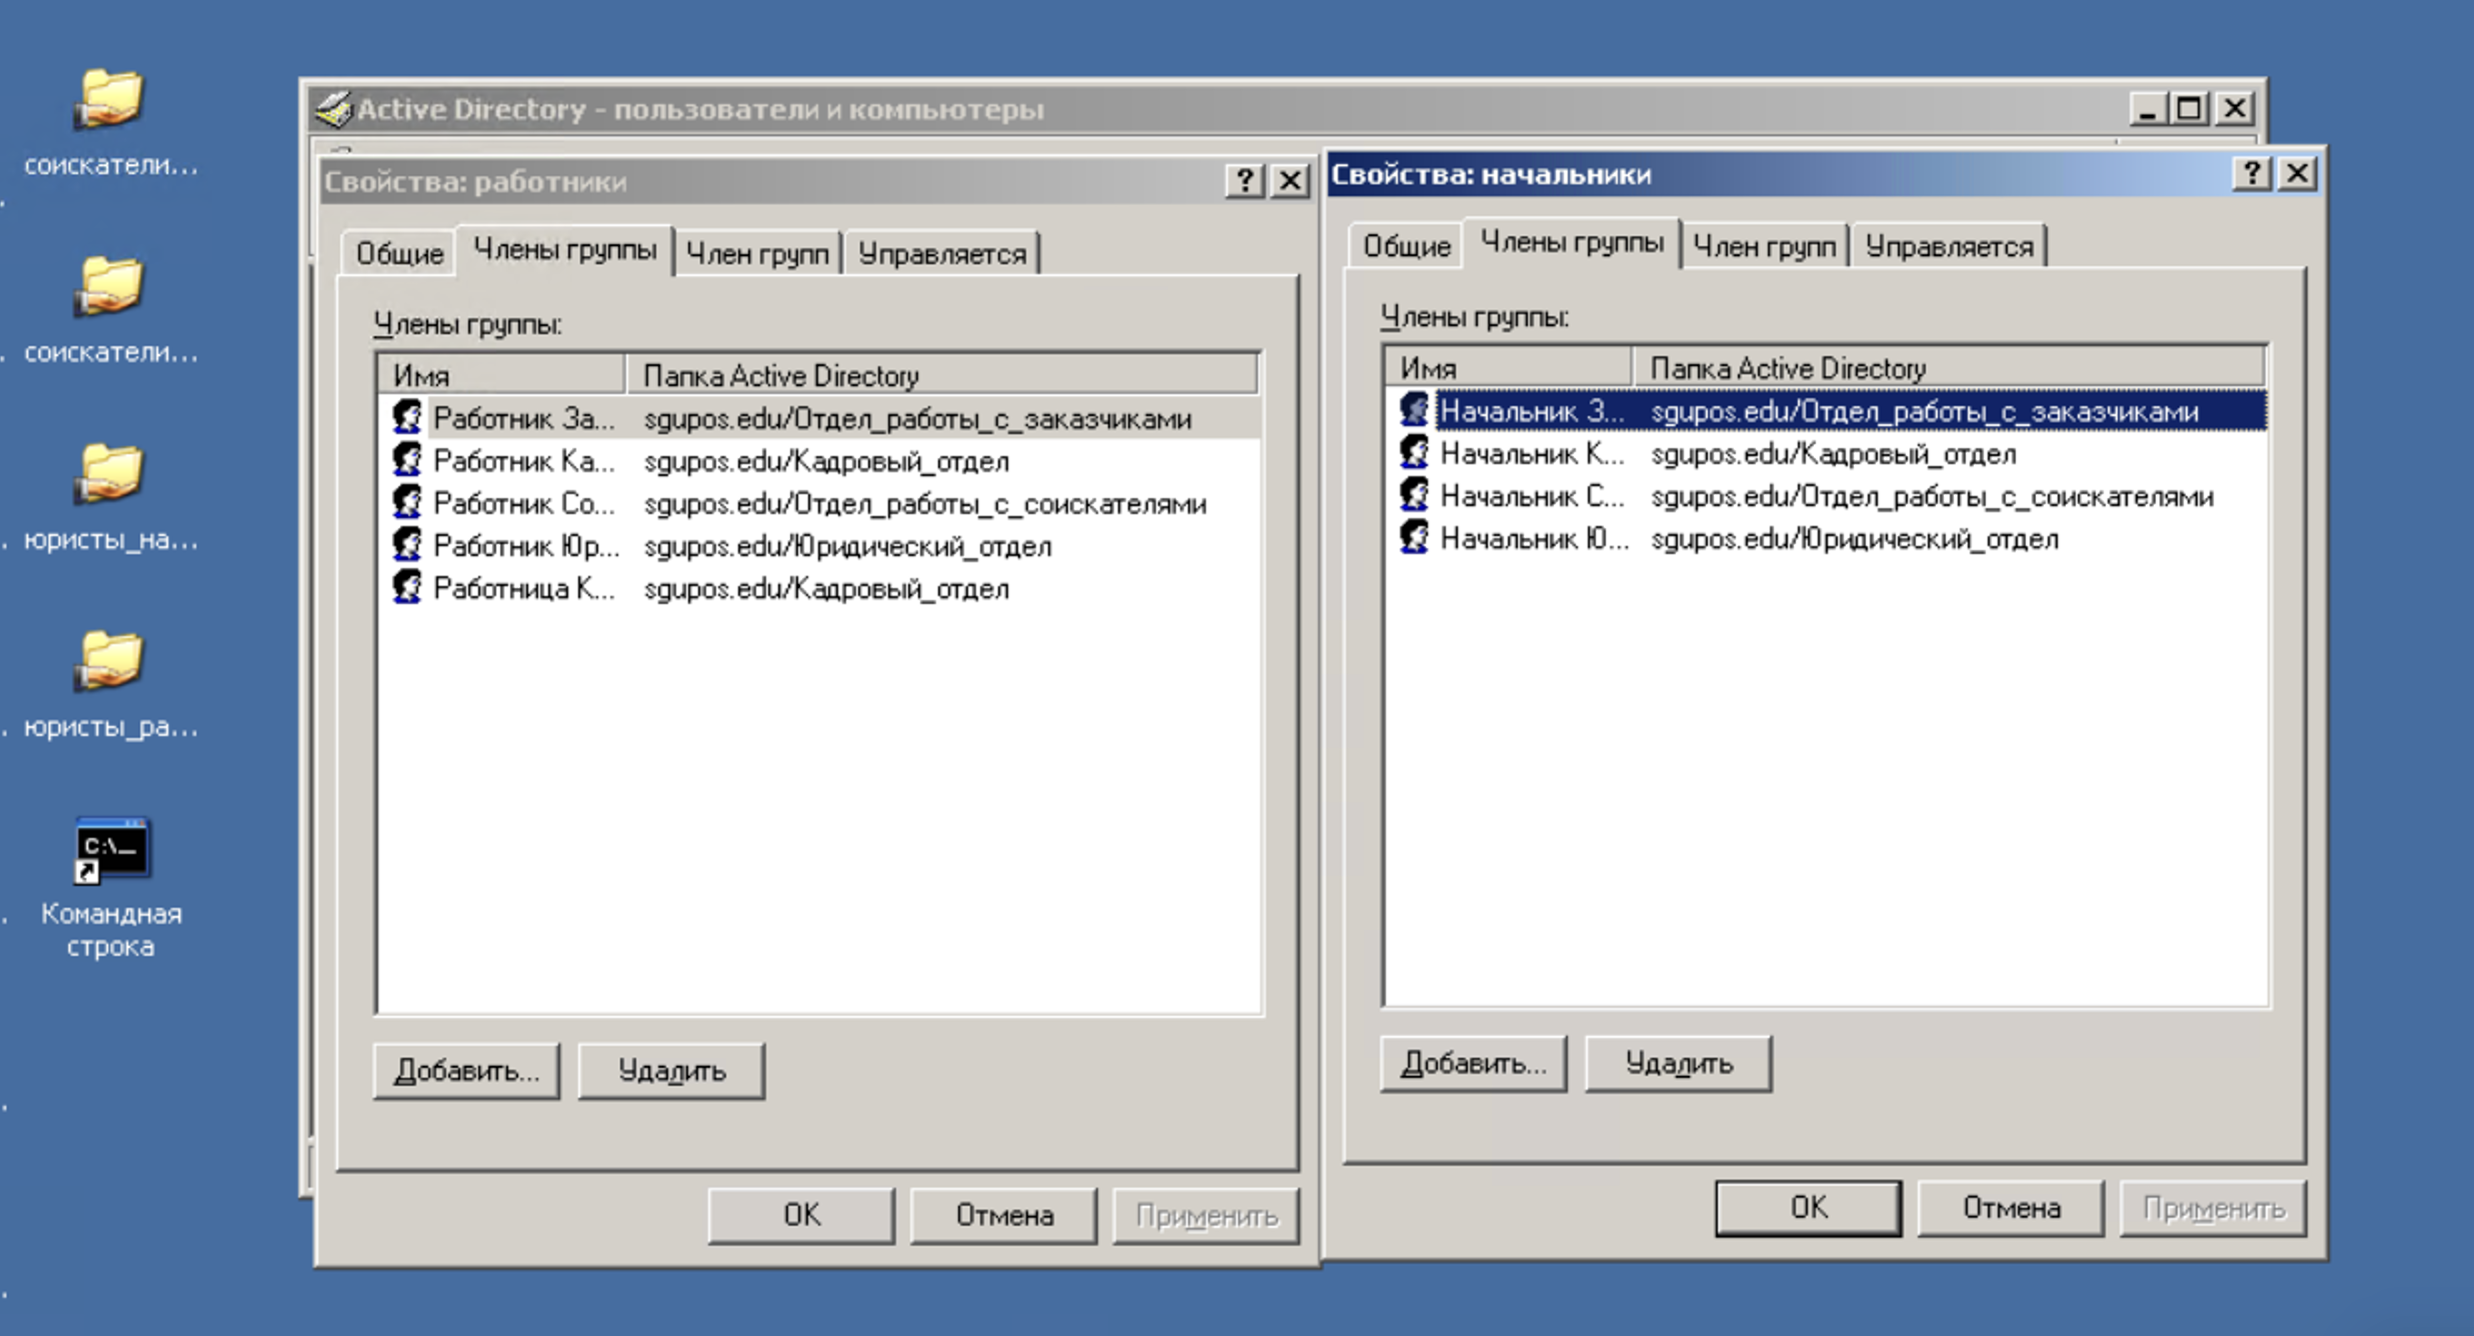 соискатели...
соискатели...
юристы_на...
юристы_ра...
C:\_
Командная
строка
Active Directory - пользователи и компьютеры
Свойства: работники
Общие
Члены группы
Член групп
Управляется
Члены группы:
Имя Папка Active Directory
Работник За... sgupos.edu/Отдел_работы_с_заказчиками
Работник Ка... sgupos.edu/Кадровый_отдел
Работник Со... sgupos.edu/Отдел_работы_с_соискателями
Работник Юр... sgupos.edu/Юридический_отдел
Работница К... sgupos.edu/Кадровый_отдел
Добавить... Удалить
OK Отмена Применить
Свойства: начальники
Общие
Члены группы
Член групп
Управляется
Члены группы:
Имя Папка Active Directory
Начальник З... sgupos.edu/Отдел_работы_с_заказчиками
Начальник К... sgupos.edu/Кадровый_отдел
Начальник С... sgupos.edu/Отдел_работы_с_соискателями
Начальник Ю... sgupos.edu/Юридический_отдел
Добавить... Удалить
OK Отмена Применить